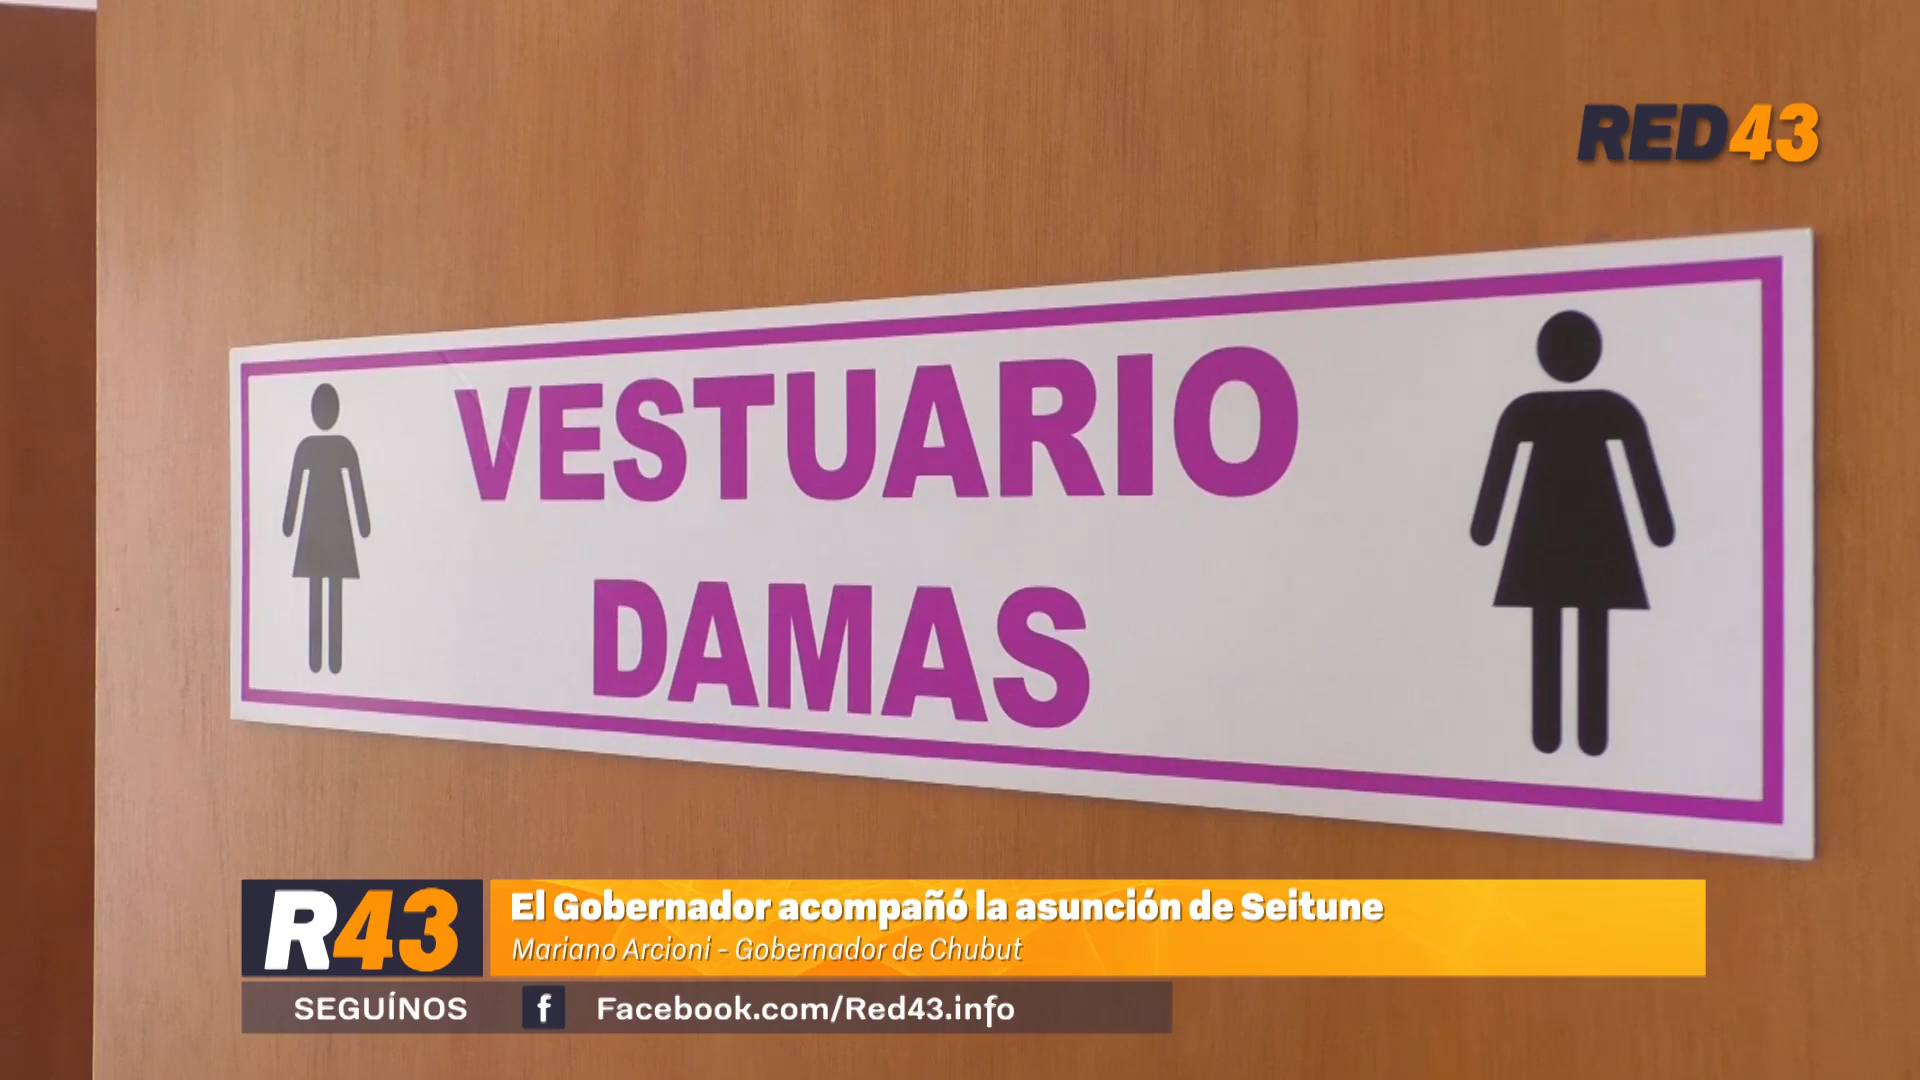 RED43
VESTUARIO
DAMAS
R43
El Gobernador acompañó la asunción de Seitune
Mariano Arcioni - Gobernador de Chubut
SEGUÍNOS
f
Facebook.com/Red43.info